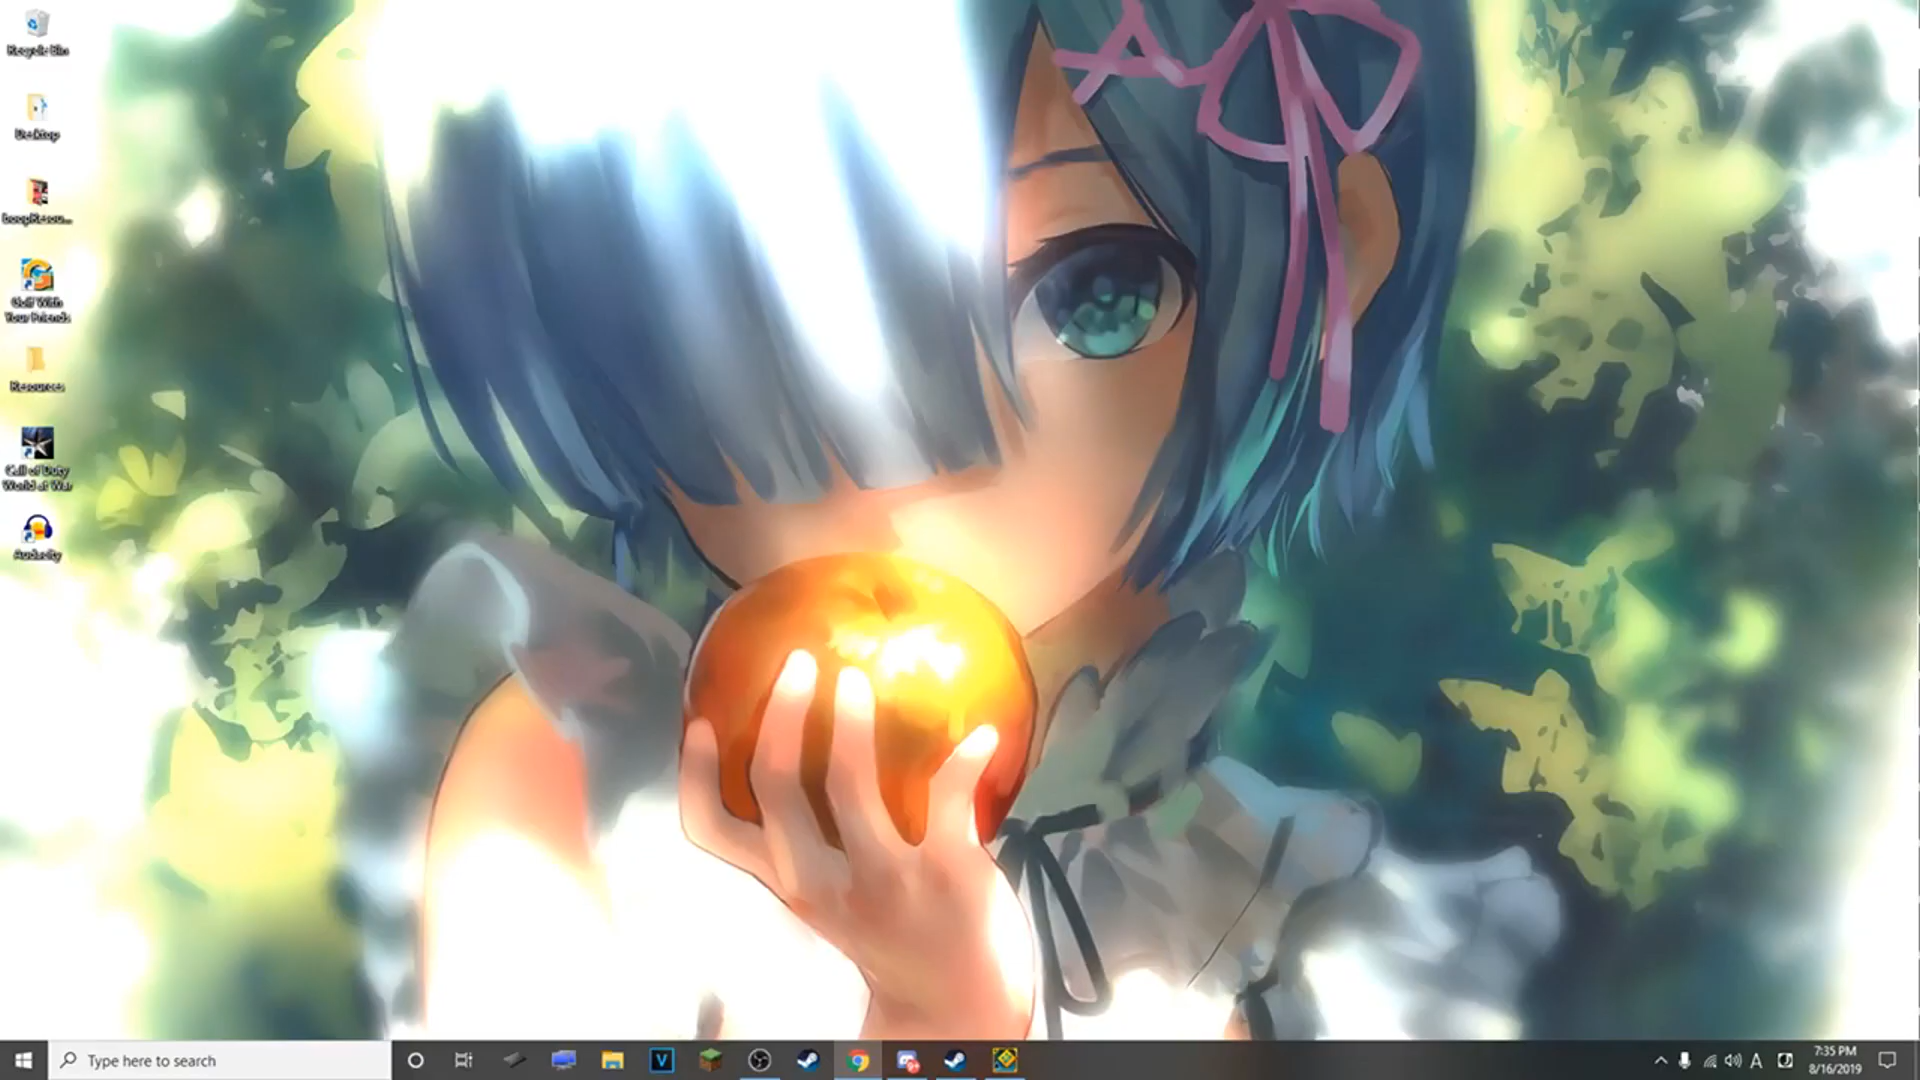 Recycle Bin
Desktop
boopResou...
Golf With
Your Friends
Resources
Call of Duty
World at War
Audacity
Type here to search
V
A
7:35 PM
8/16/2019